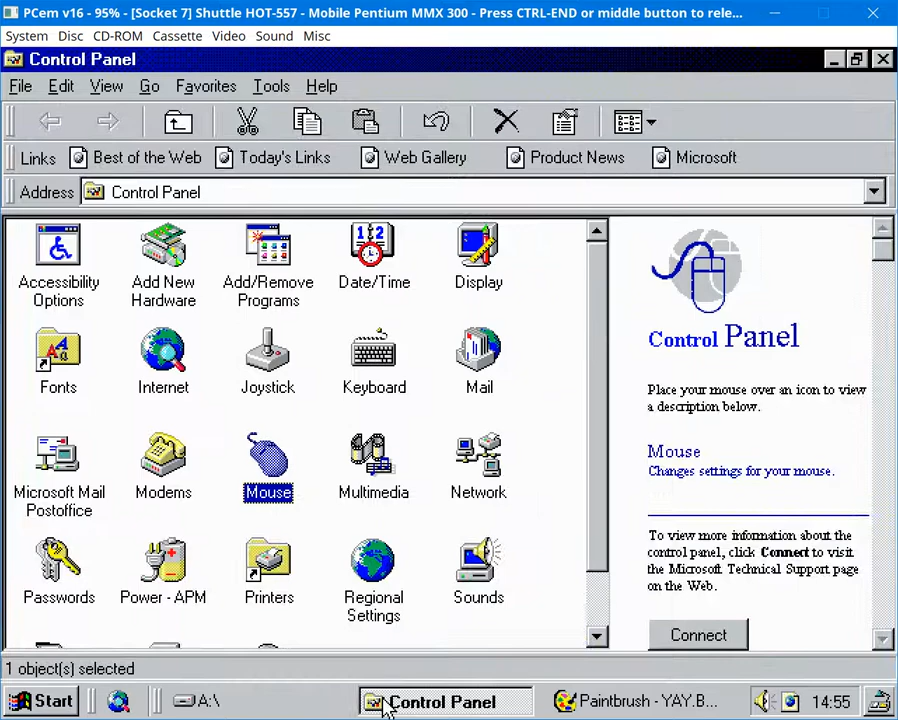 PCem v16 - 95% - [Socket 7] Shuttle HOT-557 - Mobile Pentium MMX 300 - Press CTRL-END or middle button to rele...
System Disc CD-ROM Cassette Video Sound Misc
Control Panel
File Edit View Go Favorites Tools Help
Links Best of the Web Today's Links Web Gallery Product News Microsoft
Address Control Panel
Accessibility Options
Add New Hardware
Add/Remove Programs
Date/Time
Display
Fonts
Internet
Joystick
Keyboard
Mail
Microsoft Mail Postoffice
Modems
Mouse
Multimedia
Network
Passwords
Power - APM
Printers
Regional Settings
Sounds
Control Panel
Place your mouse over an icon to view
a description below.
Mouse
Changes settings for your mouse.
To view more information about the
control panel, click Connect to visit
the Microsoft Technical Support page
on the Web.
Connect
1 object(s) selected
Start A:\ Control Panel Paintbrush - YAY.B... 14:55